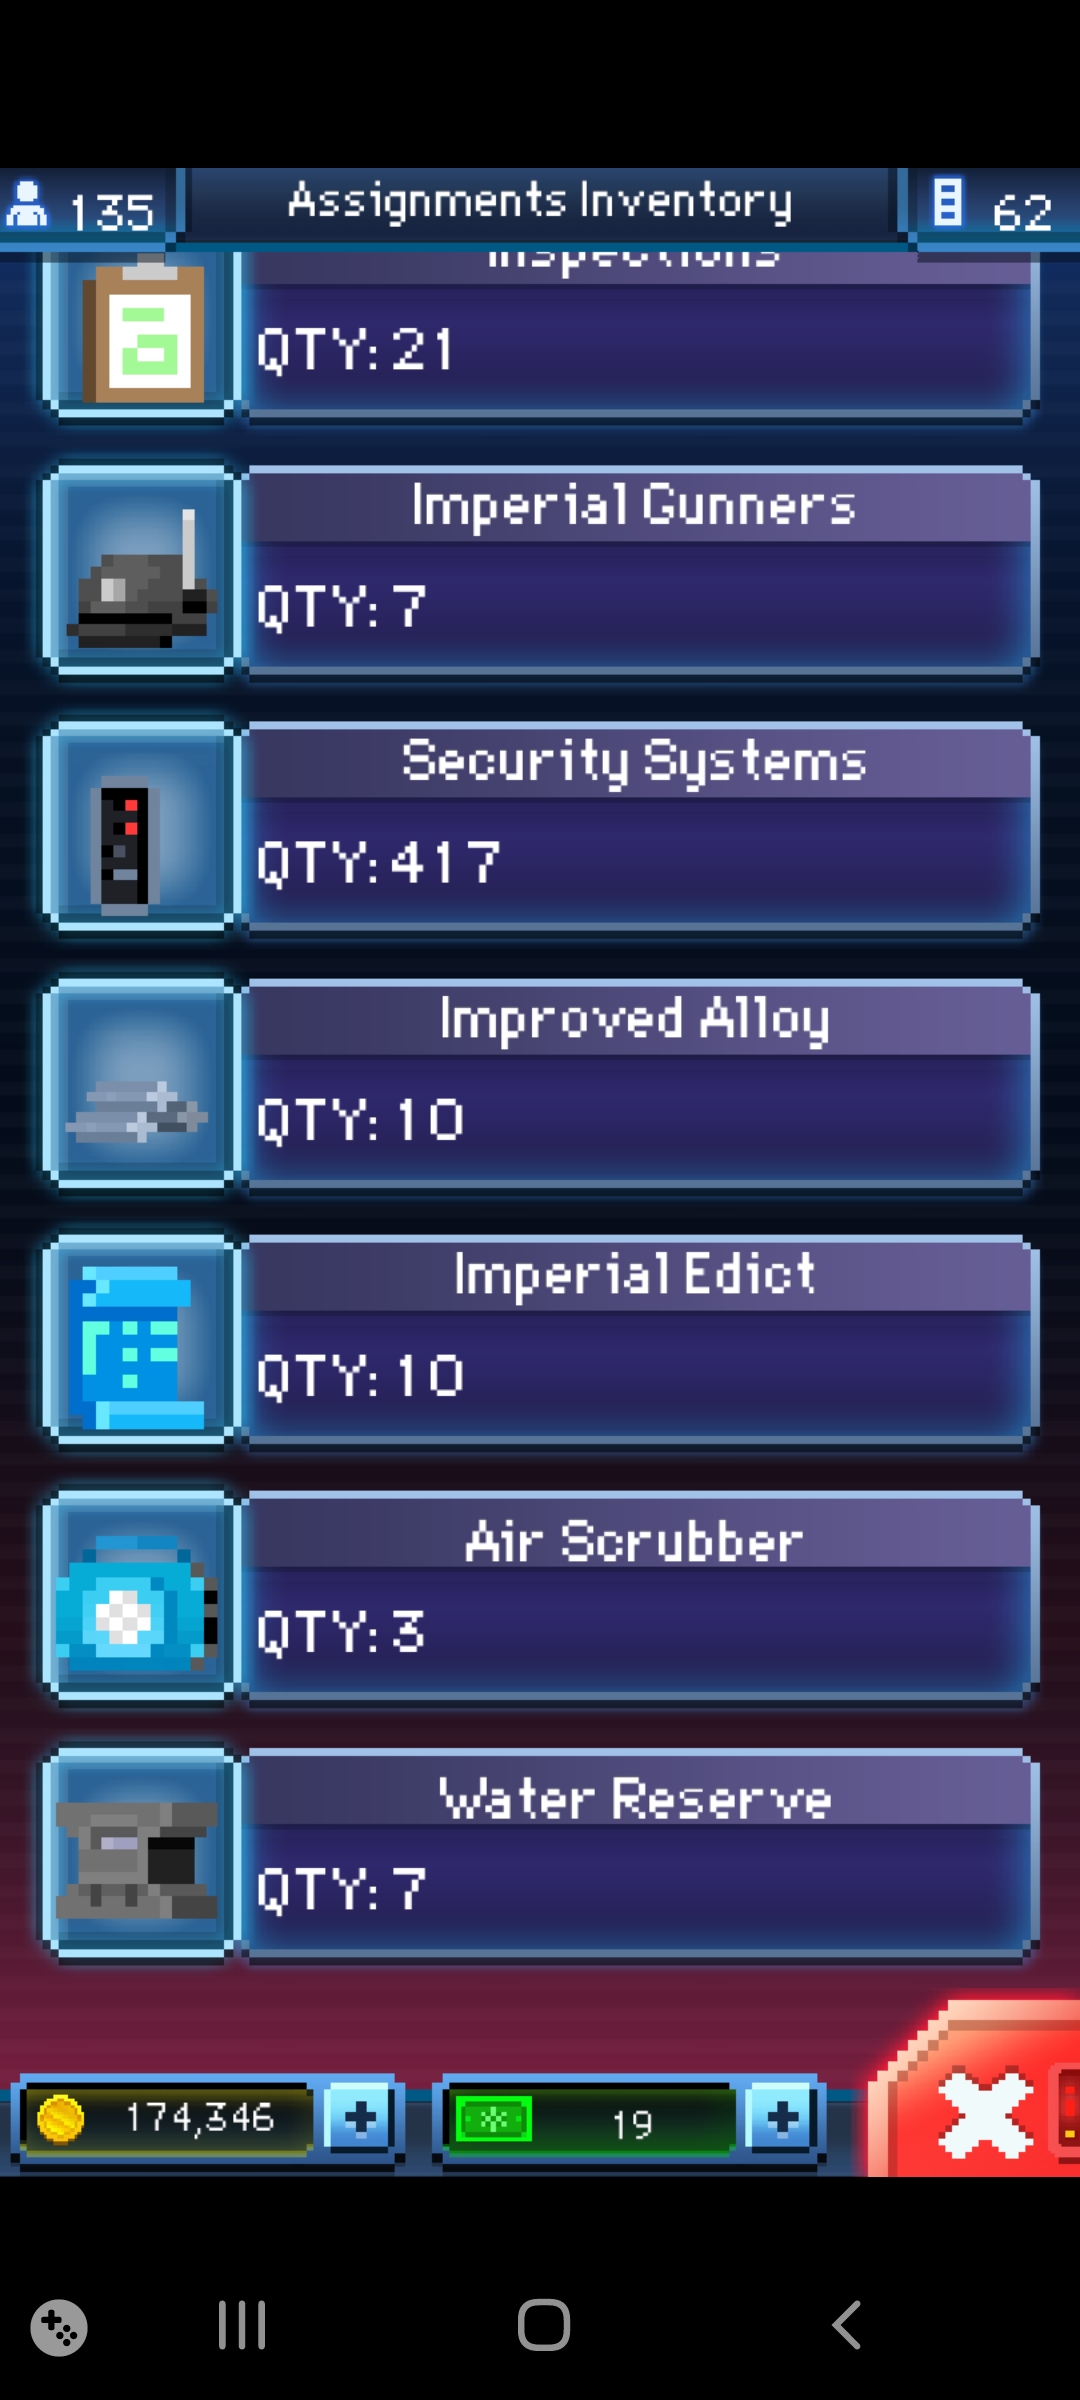 135
Assignments Inventory
62
Inspections
QTY: 21
Imperial Gunners
QTY: 7
Security Systems
QTY: 417
Improved Alloy
QTY: 10
Imperial Edict
QTY: 10
Air Scrubber
QTY: 3
Water Reserve
QTY: 7
174,346
19